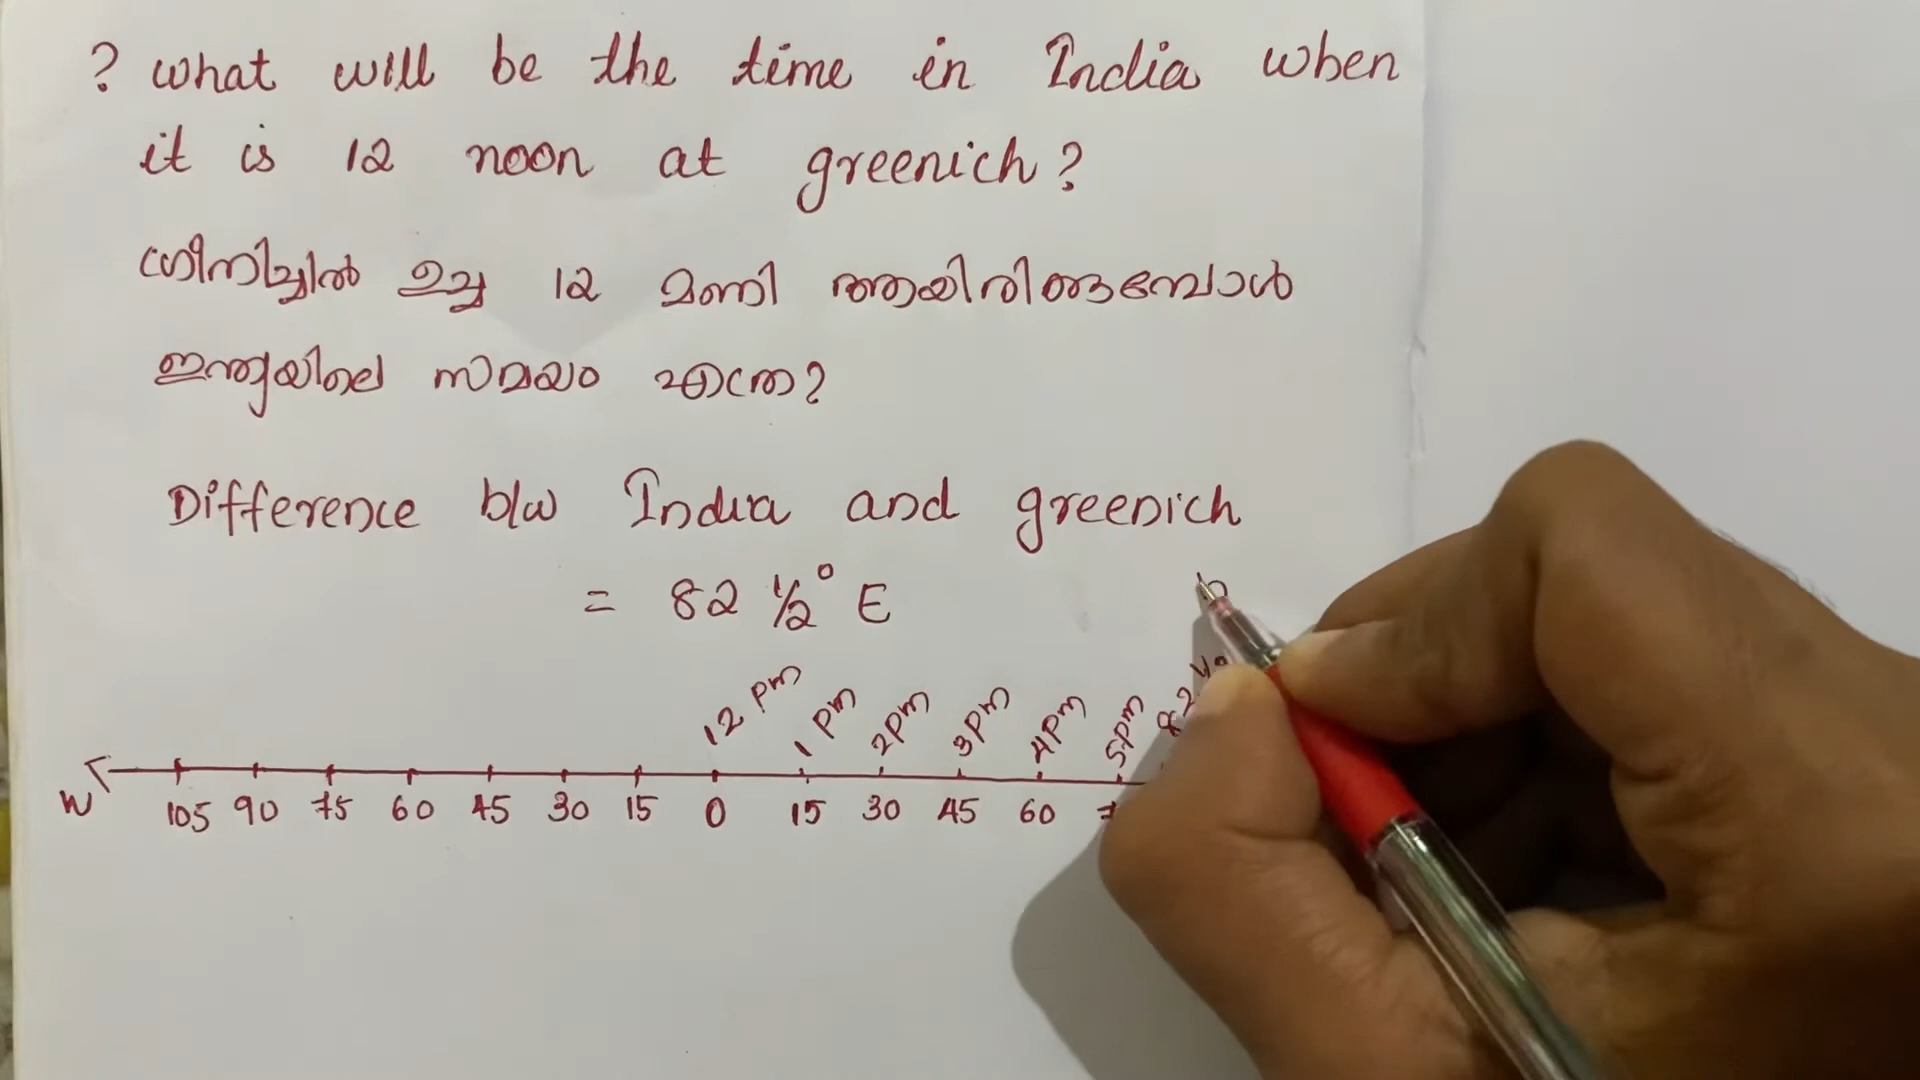 ? what will be the time in India when
it is 12 noon at greenich?
ഗ്രീനിച്ചിൽ ഉച്ച 12 മണി ആയിരിക്കുമ്പോൾ
ഇന്ത്യയിലെ സമയം എത്ര?
Difference b/w India and greenich
= 82 1/2° E
12 pm 1 pm 2pm 3pm 4pm 5pm 82
W 105 90 75 60 45 30 15 0 15 30 45 60